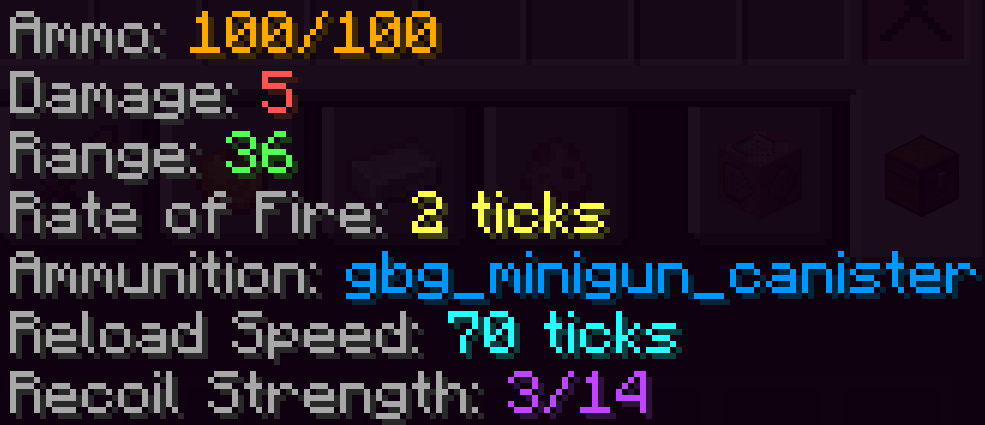 Ammo: 100/100
Damage: 5
Range: 36
Rate of Fire: 2 ticks
Ammunition: gbg_minigun_canister
Reload Speed: 70 ticks
Recoil Strength: 3/14